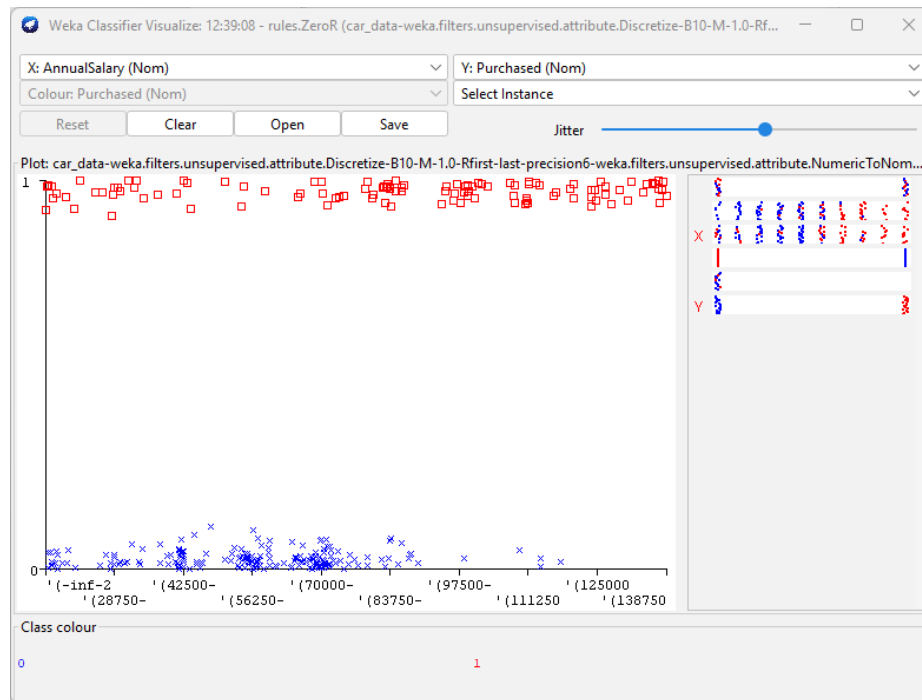 Weka Classifier Visualize: 12:39:08 - rules.ZeroR (car_data-weka.filters.unsupervised.attribute.Discretize-B10-M-1.0-Rf...
X: AnnualSalary (Nom) Y: Purchased (Nom)
Colour: Purchased (Nom) Select Instance
Reset Clear Open Save Jitter
Plot: car_data-weka.filters.unsupervised.attribute.Discretize-B10-M-1.0-Rfirst-last-precision6-weka.filters.unsupervised.attribute.NumericToNom...
1
X
Y
0
'(-inf-2 '(42500- '(70000- '(97500- '(125000
'(28750- '(56250- '(83750- '(111250 '(138750
Class colour
0 1